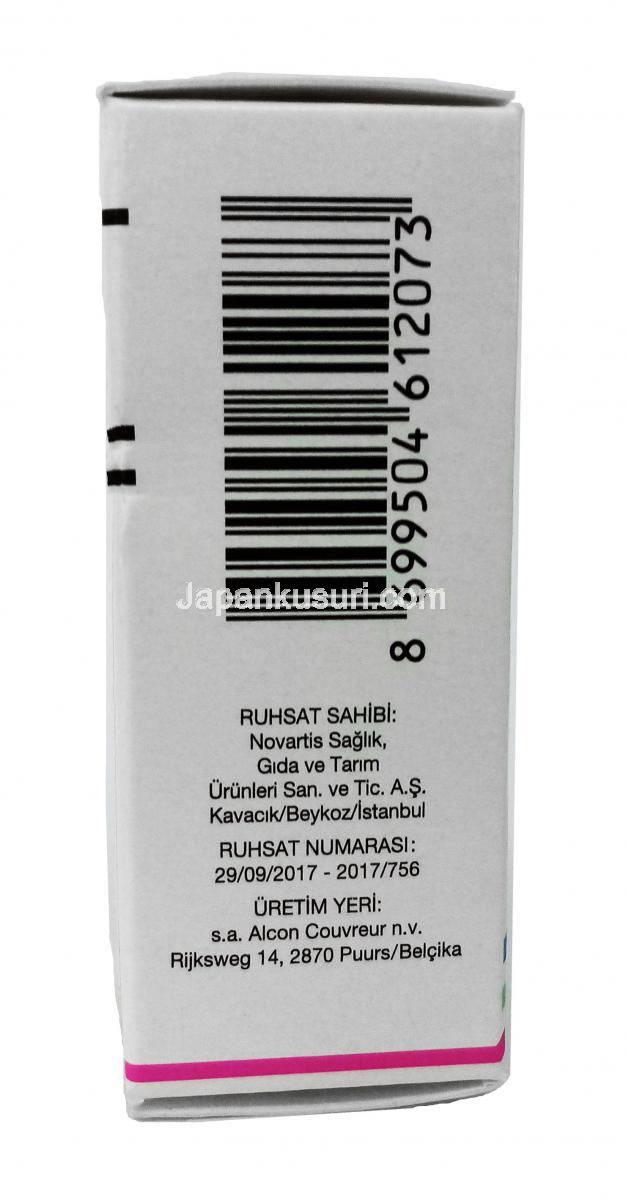 8 699504 612073
Japankusuri.com
RUHSAT SAHİBİ:
Novartis Sağlık,
Gıda ve Tarım
Ürünleri San. ve Tic. A.Ş.
Kavacık/Beykoz/İstanbul
RUHSAT NUMARASI:
29/09/2017 - 2017/756
ÜRETİM YERİ:
s.a. Alcon Couvreur n.v.
Rijksweg 14, 2870 Puurs/Belçika